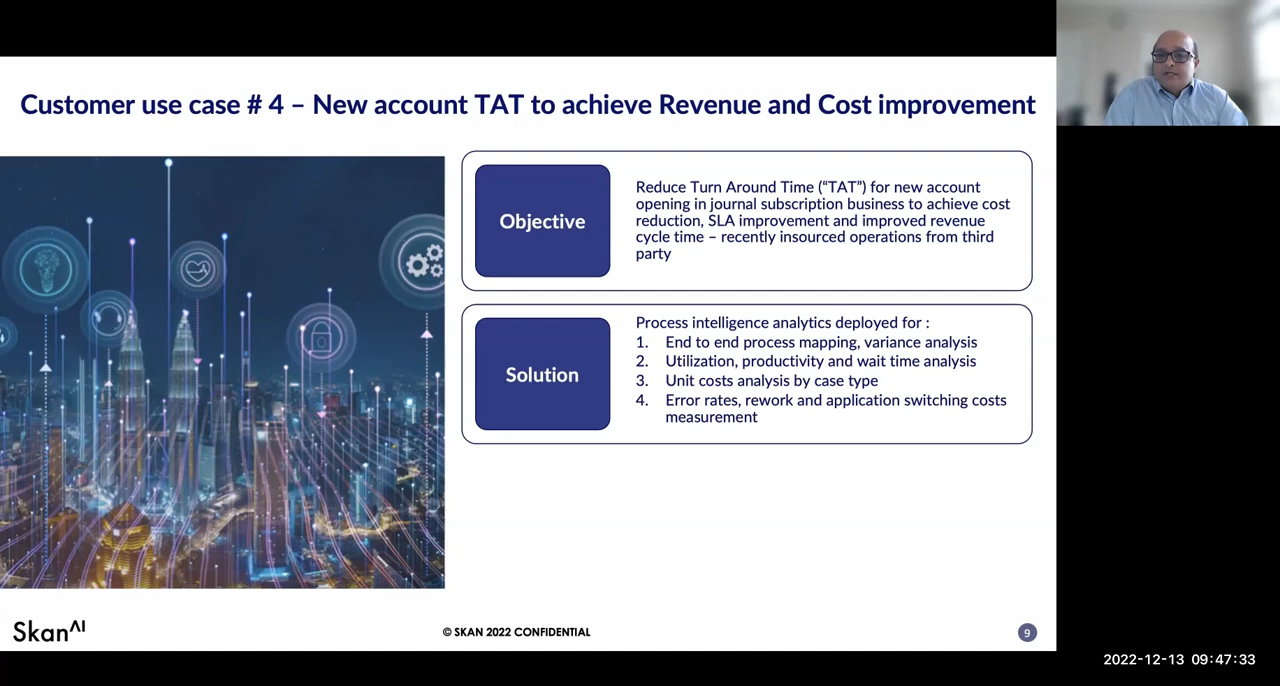 Customer use case # 4 – New account TAT to achieve Revenue and Cost improvement
Objective
Reduce Turn Around Time (“TAT”) for new account
opening in journal subscription business to achieve cost
reduction, SLA improvement and improved revenue
cycle time – recently insourced operations from third
party
Solution
Process intelligence analytics deployed for :
1. End to end process mapping, variance analysis
2. Utilization, productivity and wait time analysis
3. Unit costs analysis by case type
4. Error rates, rework and application switching costs
measurement
SkanAI
© SKAN 2022 CONFIDENTIAL
9
2022-12-13 09:47:33